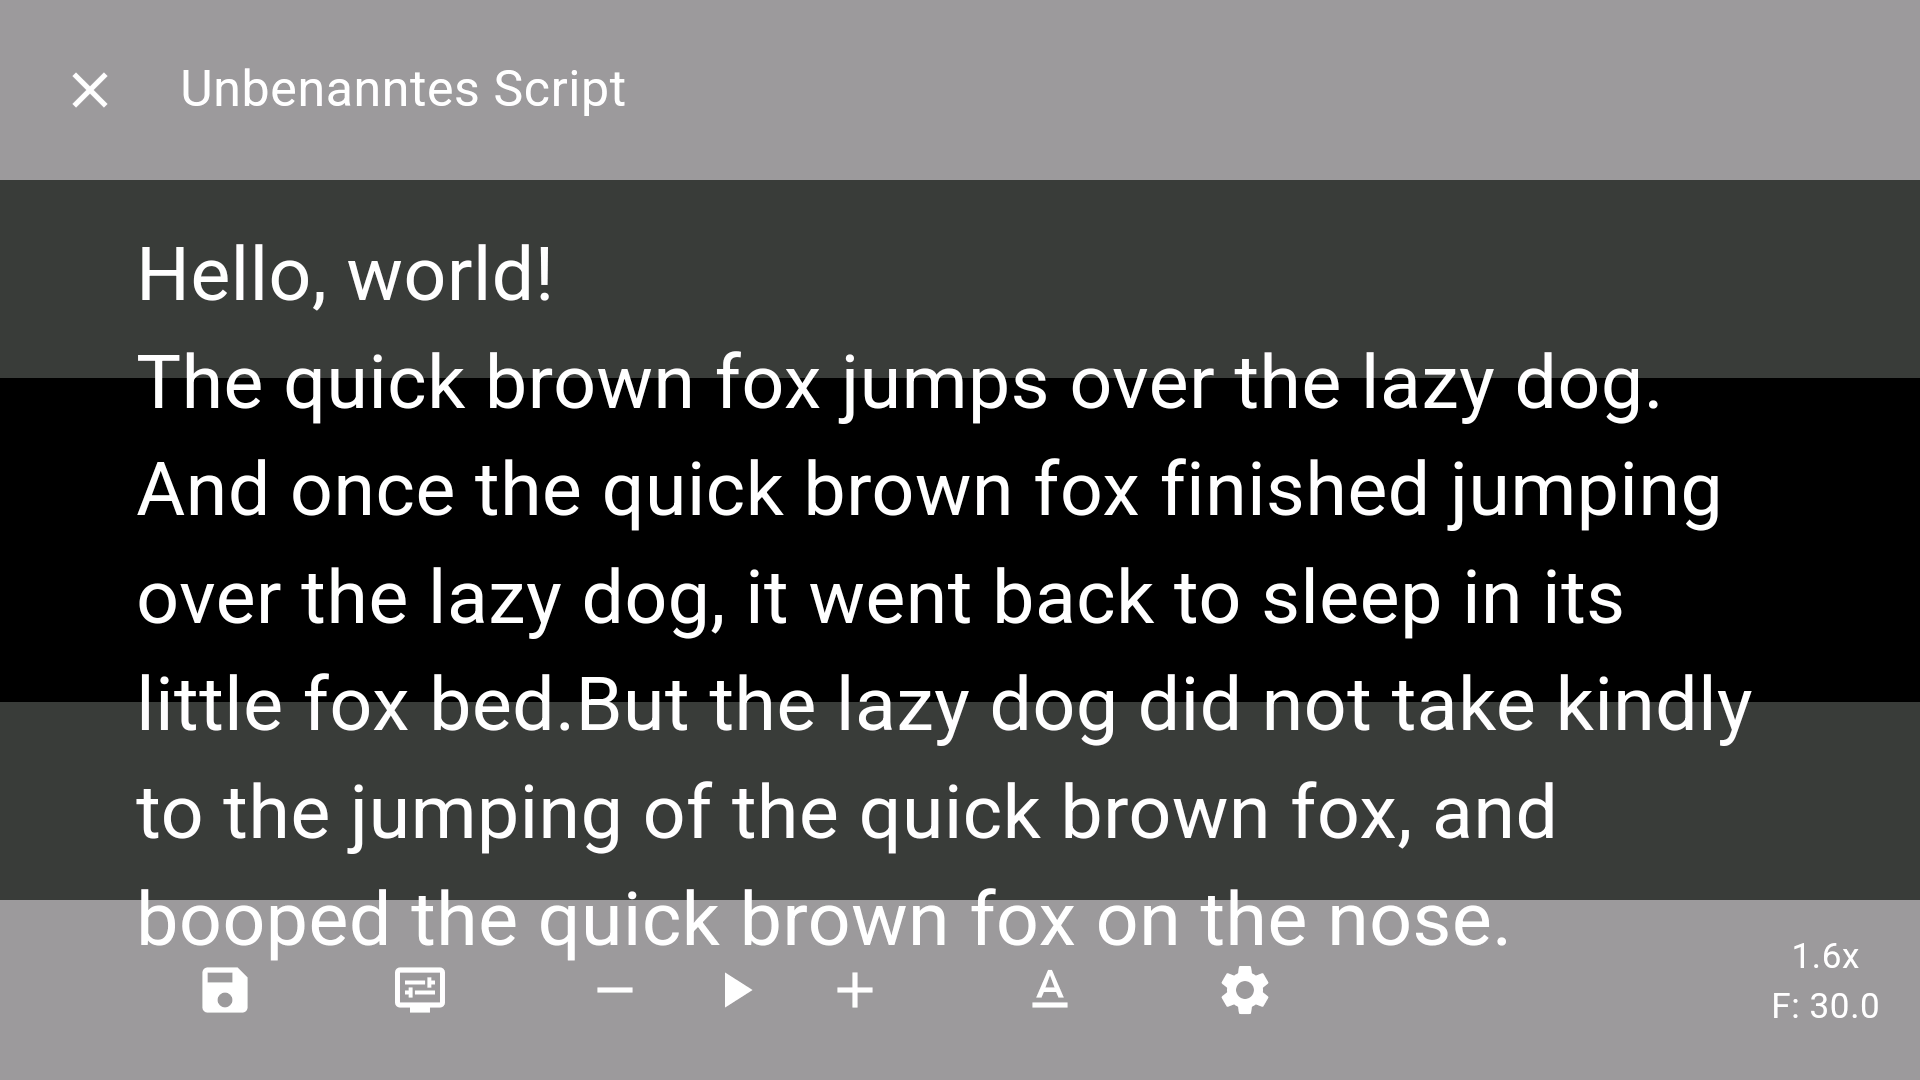 Unbenanntes Script
Hello, world!
The quick brown fox jumps over the lazy dog.
And once the quick brown fox finished jumping
over the lazy dog, it went back to sleep in its
little fox bed.But the lazy dog did not take kindly
to the jumping of the quick brown fox, and
booped the quick brown fox on the nose.
A
1.6x
F: 30.0